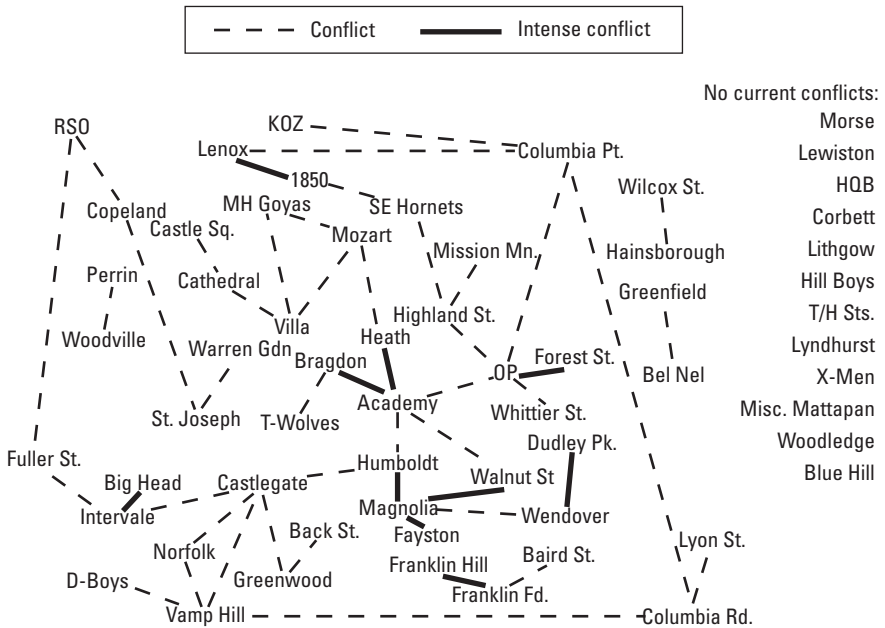 Conflict
Intense conflict
No current conflicts:
Morse
Lewiston
HQB
Corbett
Lithgow
Hill Boys
T/H Sts.
Lyndhurst
X-Men
Misc. Mattapan
Woodledge
Blue Hill
RSO
KOZ
Lenox
Columbia Pt.
1850
Wilcox St.
Copeland
MH Goyas
SE Hornets
Castle Sq.
Mozart
Mission Mn.
Hainsborough
Perrin
Cathedral
Greenfield
Highland St.
Villa
Woodville
Heath
Warren Gdn
Bragdon
Forest St.
OP
Bel Nel
Academy
St. Joseph
T-Wolves
Whittier St.
Dudley Pk.
Fuller St.
Humboldt
Big Head
Castlegate
Walnut St
Magnolia
Intervale
Wendover
Back St.
Fayston
Lyon St.
Norfolk
Baird St.
Franklin Hill
D-Boys
Greenwood
Franklin Fd.
Vamp Hill
Columbia Rd.